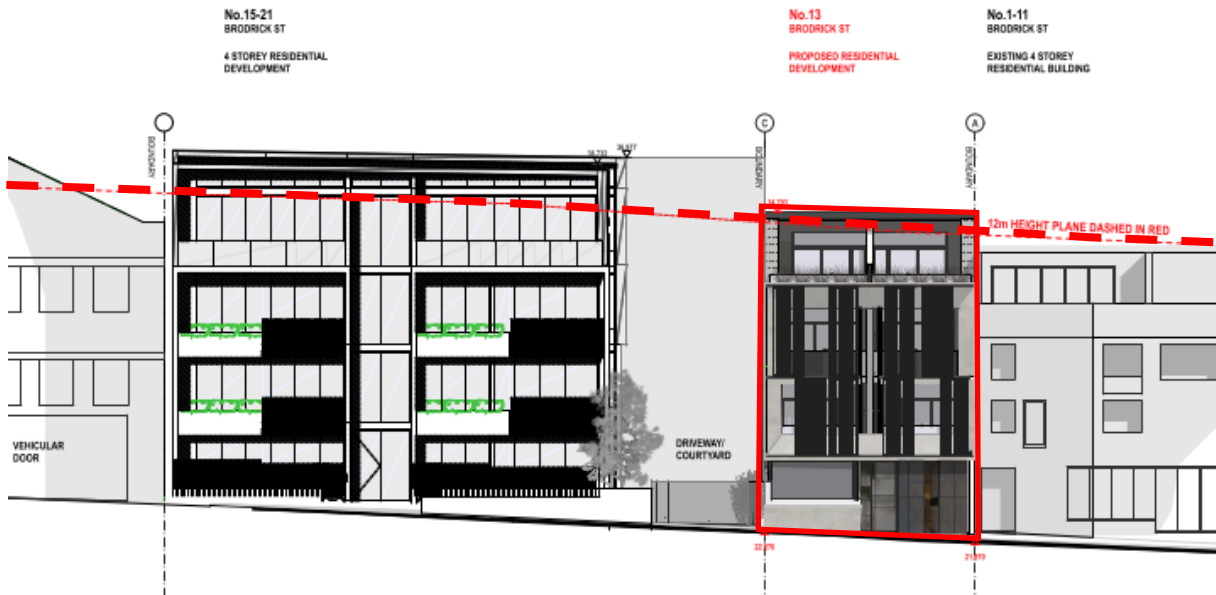 No.15-21
BRODRICK ST
4 STOREY RESIDENTIAL
DEVELOPMENT
No.13
BRODRICK ST
PROPOSED RESIDENTIAL
DEVELOPMENT
No.1-11
BRODRICK ST
EXISTING 4 STOREY
RESIDENTIAL BUILDING
C
A
BOUNDARY
BOUNDARY
BOUNDARY
12m HEIGHT PLANE DASHED IN RED
VEHICULAR
DOOR
DRIVEWAY/
COURTYARD